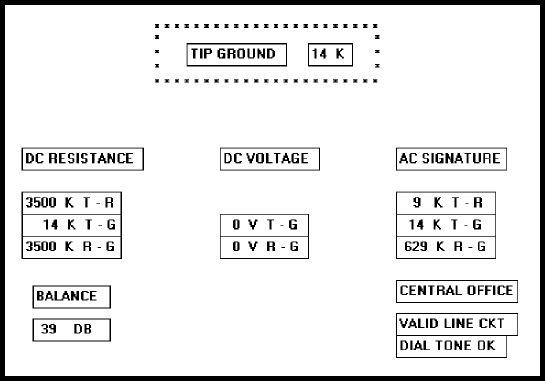 TIP GROUND 14 K
DC RESISTANCE DC VOLTAGE AC SIGNATURE
3500 K T - R 9 K T - R
14 K T - G 0 V T - G 14 K T - G
3500 K R - G 0 V R - G 629 K R - G
BALANCE CENTRAL OFFICE
39 DB VALID LINE CKT
DIAL TONE OK